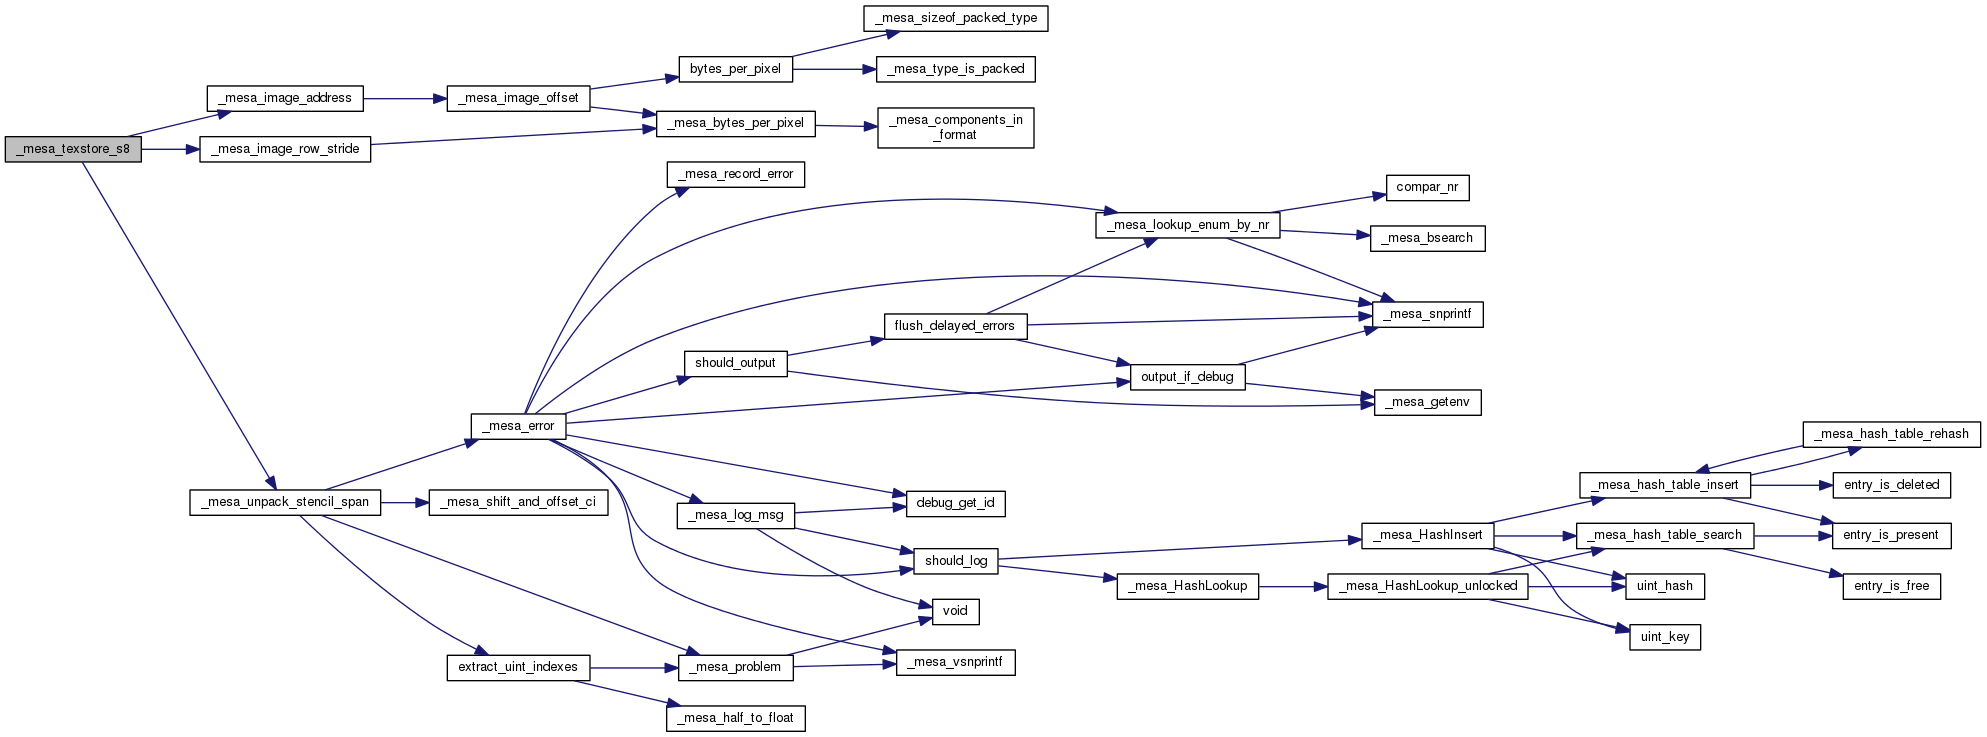 _mesa_sizeof_packed_type
bytes_per_pixel
_mesa_type_is_packed
_mesa_image_address
_mesa_image_offset
_mesa_bytes_per_pixel
_mesa_components_in
_format
_mesa_texstore_s8
_mesa_image_row_stride
_mesa_record_error
compar_nr
_mesa_lookup_enum_by_nr
_mesa_bsearch
flush_delayed_errors
_mesa_snprintf
should_output
output_if_debug
_mesa_getenv
_mesa_error
_mesa_hash_table_rehash
_mesa_hash_table_insert
entry_is_deleted
_mesa_unpack_stencil_span
_mesa_shift_and_offset_ci
_mesa_log_msg
debug_get_id
_mesa_HashInsert
_mesa_hash_table_search
entry_is_present
should_log
_mesa_HashLookup
_mesa_HashLookup_unlocked
uint_hash
entry_is_free
void
uint_key
extract_uint_indexes
_mesa_problem
_mesa_vsnprintf
_mesa_half_to_float